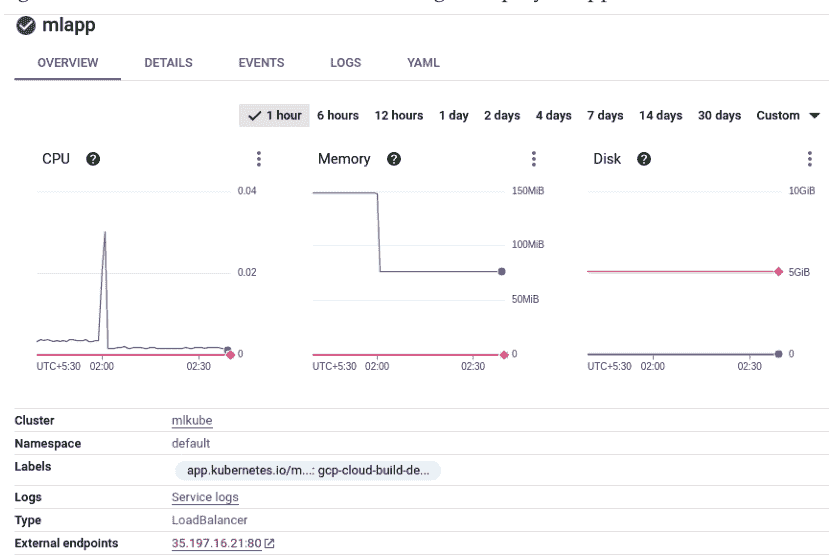 mlapp
OVERVIEW DETAILS EVENTS LOGS YAML
1 hour 6 hours 12 hours 1 day 2 days 4 days 7 days 14 days 30 days Custom
CPU ? Memory ? Disk ?
0.04 150MiB 10GiB
100MiB
0.02 5GiB
50MiB
0 0 0
UTC+5:30 02:00 02:30 UTC+5:30 02:00 02:30 UTC+5:30 02:00 02:30
Cluster mlkube
Namespace default
Labels app.kubernetes.io/m...: gcp-cloud-build-de...
Logs Service logs
Type LoadBalancer
External endpoints 35.197.16.21:80